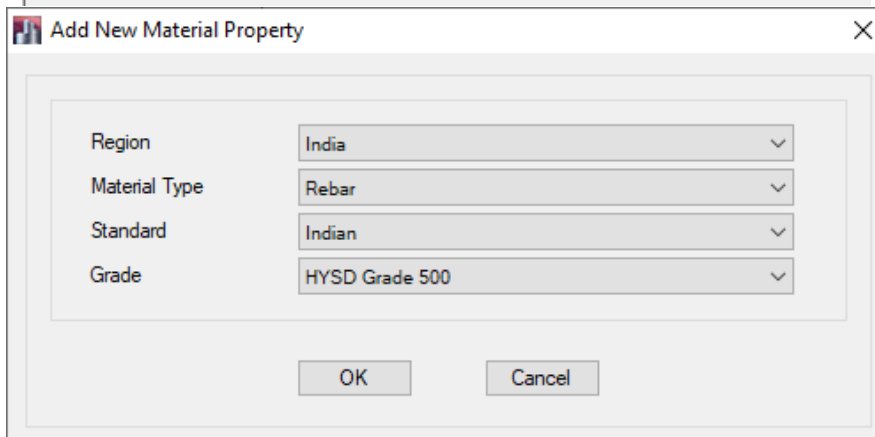 Add New Material Property
Region India
Material Type Rebar
Standard Indian
Grade HYSD Grade 500
OK Cancel